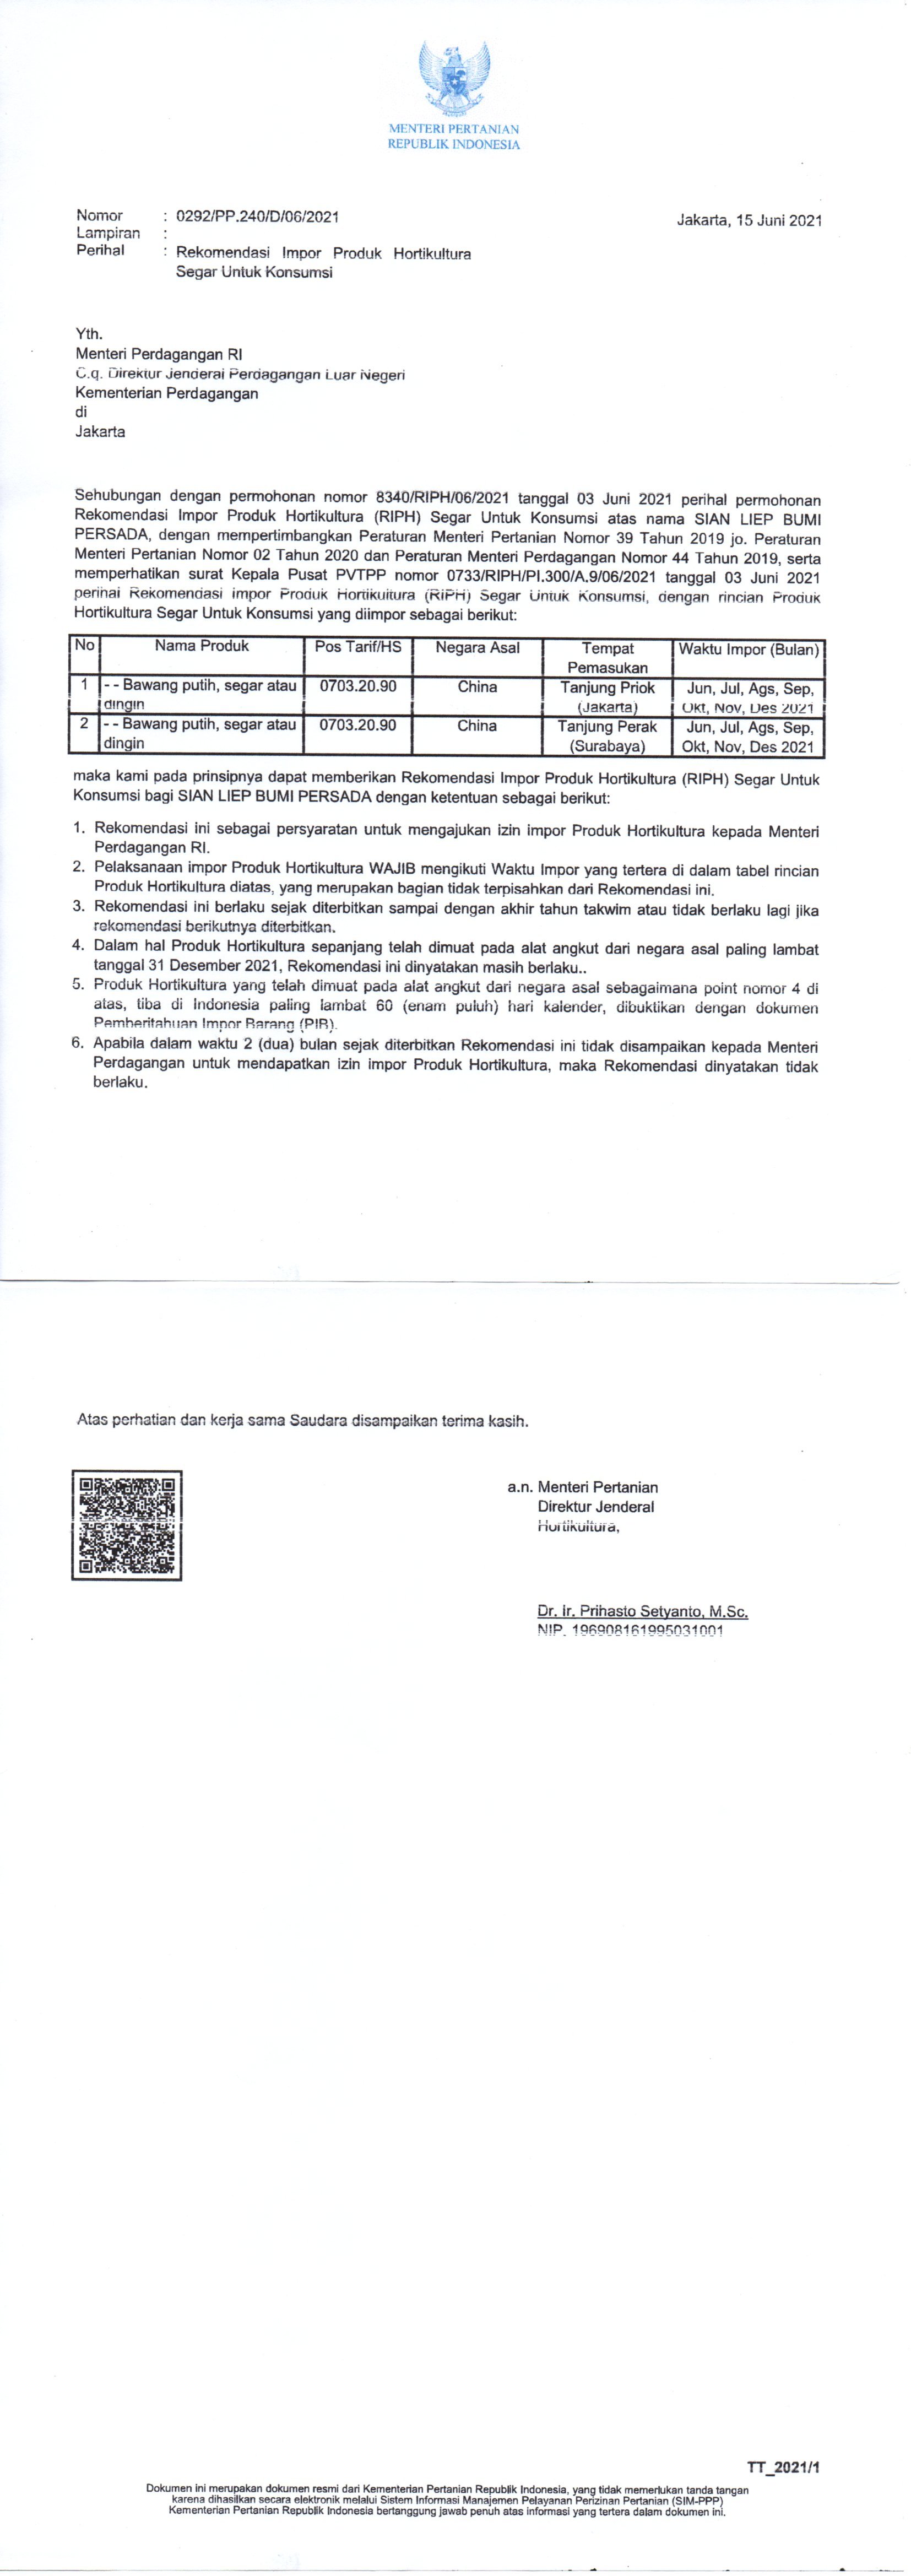 MENTERI PERTANIAN
REPUBLIK INDONESIA
Nomor : 0292/PP.240/D/06/2021
Jakarta, 15 Juni 2021
Lampiran :
Perihal : Rekomendasi Impor Produk Hortikultura
Segar Untuk Konsumsi
Yth.
Menteri Perdagangan RI
C.q. Direktur Jenderal Perdagangan Luar Negeri
Kementerian Perdagangan
di
Jakarta
Sehubungan dengan permohonan nomor 8340/RIPH/06/2021 tanggal 03 Juni 2021 perihal permohonan
Rekomendasi Impor Produk Hortikultura (RIPH) Segar Untuk Konsumsi atas nama SIAN LIEP BUMI
PERSADA, dengan mempertimbangkan Peraturan Menteri Pertanian Nomor 39 Tahun 2019 jo. Peraturan
Menteri Pertanian Nomor 02 Tahun 2020 dan Peraturan Menteri Perdagangan Nomor 44 Tahun 2019, serta
memperhatikan surat Kepala Pusat PVTPP nomor 0733/RIPH/PI.300/A.9/06/2021 tanggal 03 Juni 2021
perihal Rekomendasi Impor Produk Hortikultura (RIPH) Segar Untuk Konsumsi, dengan rincian Produk
Hortikultura Segar Untuk Konsumsi yang diimpor sebagai berikut:
No Nama Produk Pos Tarif/HS Negara Asal Tempat Pemasukan Waktu Impor (Bulan)
1 - - Bawang putih, segar atau 0703.20.90 China Tanjung Priok Jun, Jul, Ags, Sep,
dingin (Jakarta) Okt, Nov, Des 2021
2 - - Bawang putih, segar atau 0703.20.90 China Tanjung Perak Jun, Jul, Ags, Sep,
dingin (Surabaya) Okt, Nov, Des 2021
maka kami pada prinsipnya dapat memberikan Rekomendasi Impor Produk Hortikultura (RIPH) Segar Untuk
Konsumsi bagi SIAN LIEP BUMI PERSADA dengan ketentuan sebagai berikut:
1. Rekomendasi ini sebagai persyaratan untuk mengajukan izin impor Produk Hortikultura kepada Menteri
Perdagangan RI.
2. Pelaksanaan impor Produk Hortikultura WAJIB mengikuti Waktu Impor yang tertera di dalam tabel rincian
Produk Hortikultura diatas, yang merupakan bagian tidak terpisahkan dari Rekomendasi ini.
3. Rekomendasi ini berlaku sejak diterbitkan sampai dengan akhir tahun takwim atau tidak berlaku lagi jika
rekomendasi berikutnya diterbitkan.
4. Dalam hal Produk Hortikultura sepanjang telah dimuat pada alat angkut dari negara asal paling lambat
tanggal 31 Desember 2021, Rekomendasi ini dinyatakan masih berlaku..
5. Produk Hortikultura yang telah dimuat pada alat angkut dari negara asal sebagaimana point nomor 4 di
atas, tiba di Indonesia paling lambat 60 (enam puluh) hari kalender, dibuktikan dengan dokumen
Pemberitahuan Impor Barang (PIB).
6. Apabila dalam waktu 2 (dua) bulan sejak diterbitkan Rekomendasi ini tidak disampaikan kepada Menteri
Perdagangan untuk mendapatkan izin impor Produk Hortikultura, maka Rekomendasi dinyatakan tidak
berlaku.
Atas perhatian dan kerja sama Saudara disampaikan terima kasih.
a.n. Menteri Pertanian
Direktur Jenderal
Hortikultura,
Dr. Ir. Prihasto Setyanto, M.Sc.
NIP. 196908161995031001
TT_2021/1
Dokumen ini merupakan dokumen resmi dari Kementerian Pertanian Republik Indonesia, yang tidak memerlukan tanda tangan
karena dihasilkan secara elektronik melalui Sistem Informasi Manajemen Pelayanan Perizinan Pertanian (SIM-PPP)
Kementerian Pertanian Republik Indonesia bertanggung jawab penuh atas informasi yang tertera dalam dokumen ini.